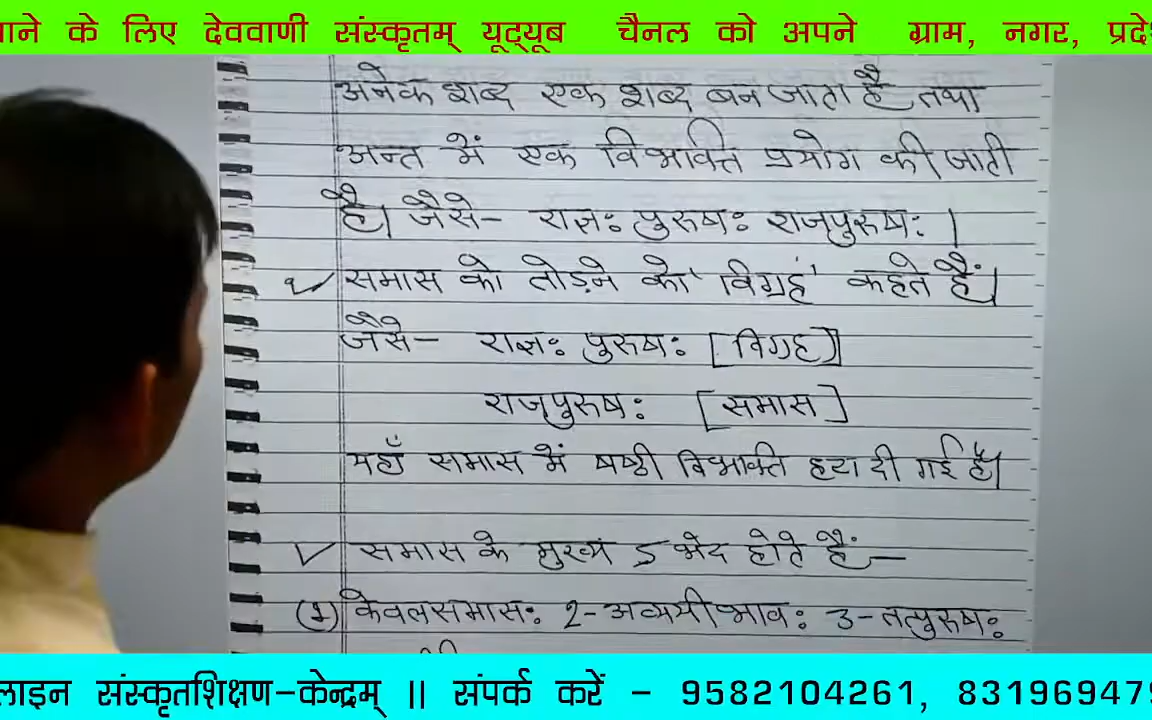 ाने के लिए देववाणी संस्कृतम् यूट्यूब चैनल को अपने ग्राम, नगर, प्रदेश
अनेक शब्द एक शब्द बन जाता है तथा
अन्त में एक विभक्ति प्रयोग की जाती
है। जैसे- राज्ञः पुरुषः राजपुरुषः ।
समास को तोड़ने को 'विग्रह' कहते हैं।
जैसे- राज्ञः पुरुषः [विग्रह]
राजपुरुषः [समास]
यहाँ समास में षष्ठी विभक्ति हटा दी गई है।
समास के मुख्य 5 भेद होते हैं-
(1) केवलसमासः 2-अव्ययीभावः 3-तत्पुरुषः
लाइन संस्कृतशिक्षण-केन्द्रम् || संपर्क करें - 9582104261, 831969479